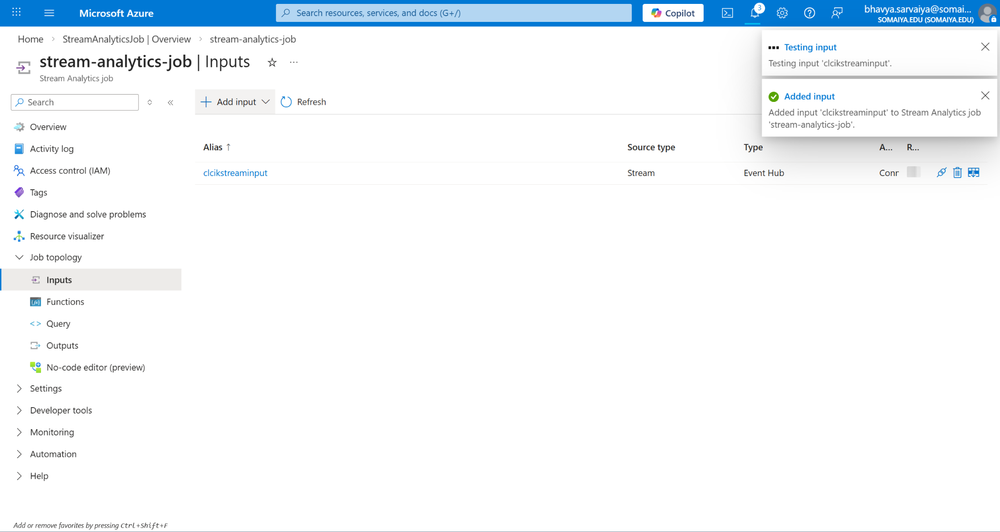 Microsoft Azure
Search resources, services, and docs (G+/)
Copilot
3
bhavya.sarvaiya@somai...
SOMAIYA.EDU (SOMAIYA.EDU)
Home > StreamAnalyticsJob | Overview > stream-analytics-job
stream-analytics-job | Inputs
Stream Analytics job
Testing input
Testing input 'clcikstreaminput'.
Added input
Added input 'clcikstreaminput' to Stream Analytics job
'stream-analytics-job'.
Search
Add input
Refresh
Overview
Activity log
Access control (IAM)
Tags
Diagnose and solve problems
Resource visualizer
Job topology
Inputs
Functions
Query
Outputs
No-code editor (preview)
Settings
Developer tools
Monitoring
Automation
Help
Alias ↑ Source type Type A... R...
clcikstreaminput Stream Event Hub Conr
Add or remove favorites by pressing Ctrl+Shift+F